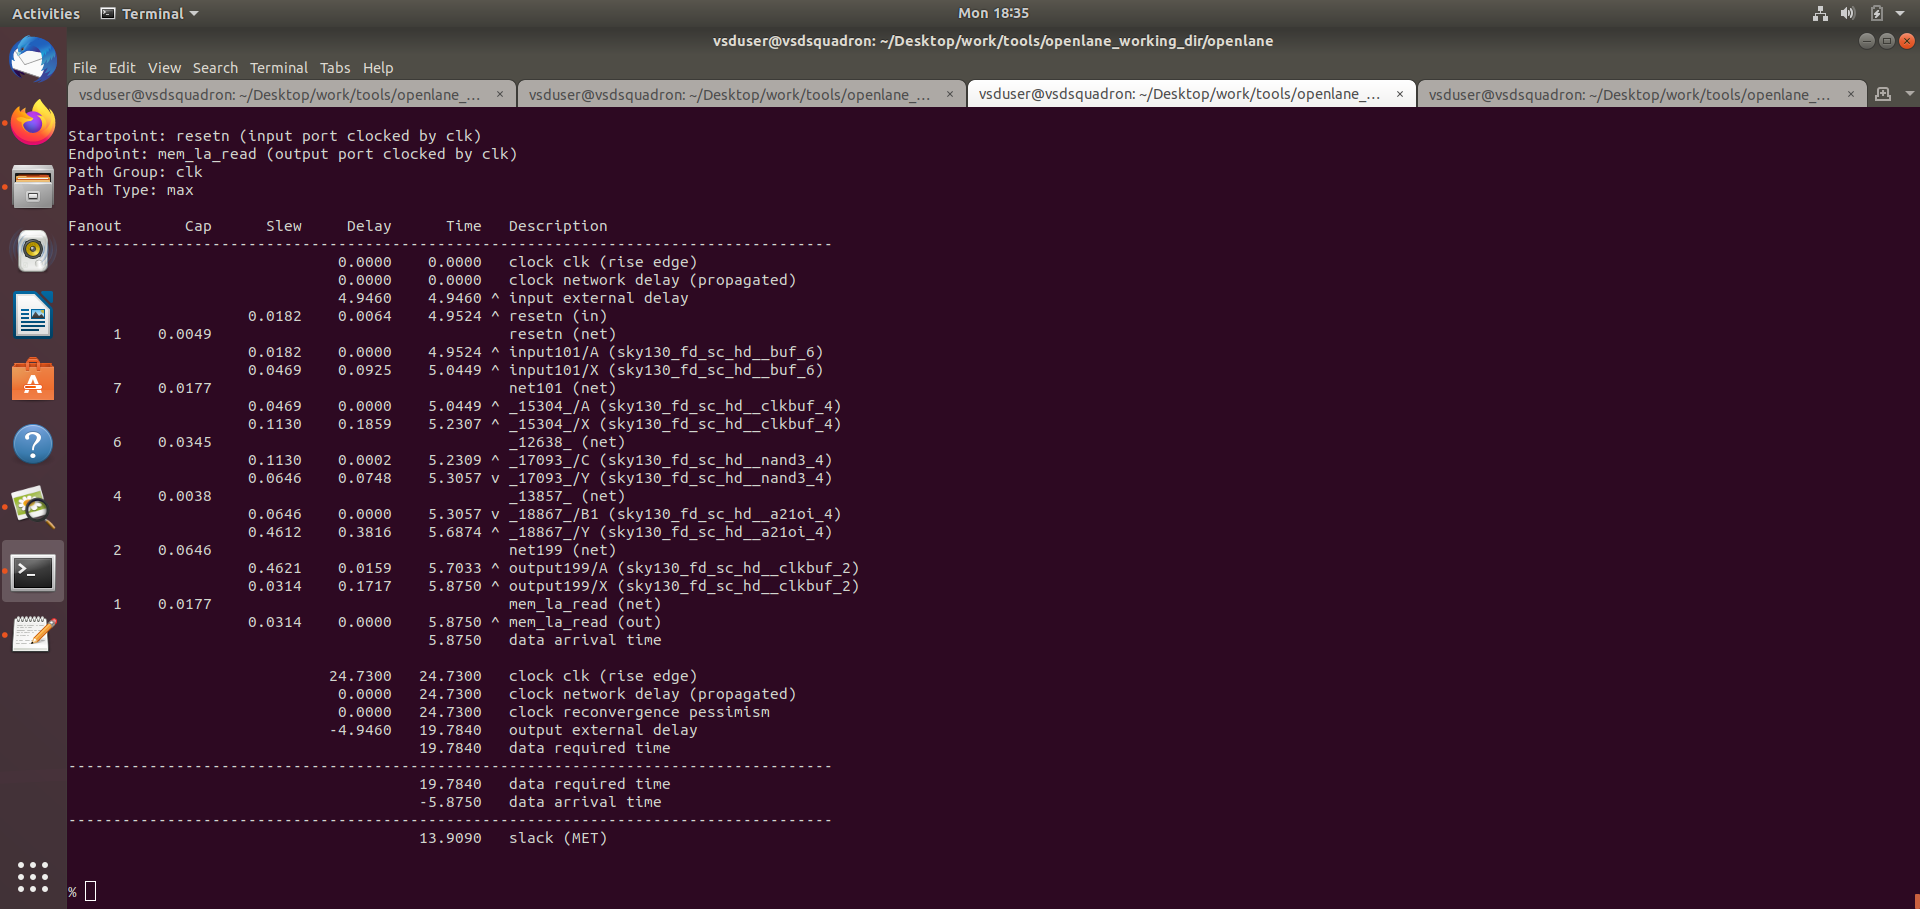 Activities Terminal Mon 18:35
vsduser@vsdsquadron: ~/Desktop/work/tools/openlane_working_dir/openlane
File Edit View Search Terminal Tabs Help
vsduser@vsdsquadron: ~/Desktop/work/tools/openlane_... × vsduser@vsdsquadron: ~/Desktop/work/tools/openlane_... × vsduser@vsdsquadron: ~/Desktop/work/tools/openlane_... × vsduser@vsdsquadron: ~/Desktop/work/tools/openlane_... ×
Startpoint: resetn (input port clocked by clk)
Endpoint: mem_la_read (output port clocked by clk)
Path Group: clk
Path Type: max
Fanout Cap Slew Delay Time Description
-------------------------------------------------------------------------------------
0.0000 0.0000 clock clk (rise edge)
0.0000 0.0000 clock network delay (propagated)
4.9460 4.9460 ^ input external delay
0.0182 0.0064 4.9524 ^ resetn (in)
1 0.0049 resetn (net)
0.0182 0.0000 4.9524 ^ input101/A (sky130_fd_sc_hd__buf_6)
0.0469 0.0925 5.0449 ^ input101/X (sky130_fd_sc_hd__buf_6)
7 0.0177 net101 (net)
0.0469 0.0000 5.0449 ^ _15304_/A (sky130_fd_sc_hd__clkbuf_4)
0.1130 0.1859 5.2307 ^ _15304_/X (sky130_fd_sc_hd__clkbuf_4)
6 0.0345 _12638_ (net)
0.1130 0.0002 5.2309 ^ _17093_/C (sky130_fd_sc_hd__nand3_4)
0.0646 0.0748 5.3057 v _17093_/Y (sky130_fd_sc_hd__nand3_4)
4 0.0038 _13857_ (net)
0.0646 0.0000 5.3057 v _18867_/B1 (sky130_fd_sc_hd__a21oi_4)
0.4612 0.3816 5.6874 ^ _18867_/Y (sky130_fd_sc_hd__a21oi_4)
2 0.0646 net199 (net)
0.4621 0.0159 5.7033 ^ output199/A (sky130_fd_sc_hd__clkbuf_2)
0.0314 0.1717 5.8750 ^ output199/X (sky130_fd_sc_hd__clkbuf_2)
1 0.0177 mem_la_read (net)
0.0314 0.0000 5.8750 ^ mem_la_read (out)
5.8750 data arrival time
24.7300 24.7300 clock clk (rise edge)
0.0000 24.7300 clock network delay (propagated)
0.0000 24.7300 clock reconvergence pessimism
-4.9460 19.7840 output external delay
19.7840 data required time
-------------------------------------------------------------------------------------
19.7840 data required time
-5.8750 data arrival time
-------------------------------------------------------------------------------------
13.9090 slack (MET)
%